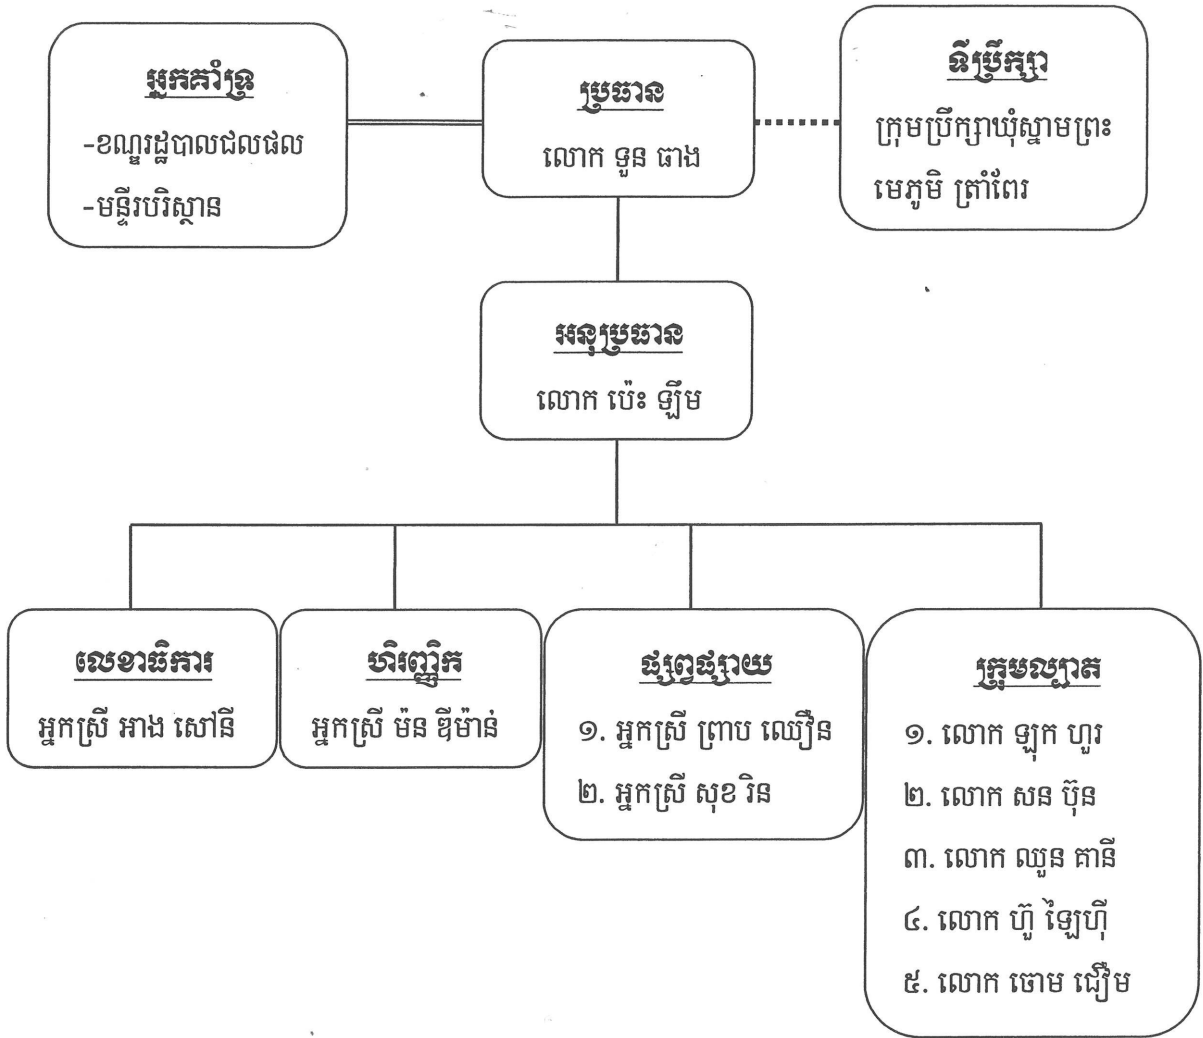 អ្នកគាំទ្រ
-ខណ្ឌរដ្ឋបាលជលផល
-មន្ទីរបរិស្ថាន
ប្រធាន
លោក ទួន ធាង
ទីប្រឹក្សា
ក្រុមប្រឹក្សាឃុំស្នាមព្រះ
មេភូមិ ត្រាំពែរ
អនុប្រធាន
លោក ប៉េះ ឡឹម
លេខាធិការ
អ្នកស្រី អាង សៅនី
ហិរញ្ញិក
អ្នកស្រី ម៉ន ឌីម៉ាន់
ផ្សព្វផ្សាយ
១. អ្នកស្រី ព្រាប ឈឿន
២. អ្នកស្រី សុខ រិន
ក្រុមល្បាត
១. លោក ឡុក ហួរ
២. លោក សន ប៊ុន
៣. លោក ឈួន គានី
៤. លោក ហ៊ូ ឡៃហ៊ី
៥. លោក ចោម ជឿម